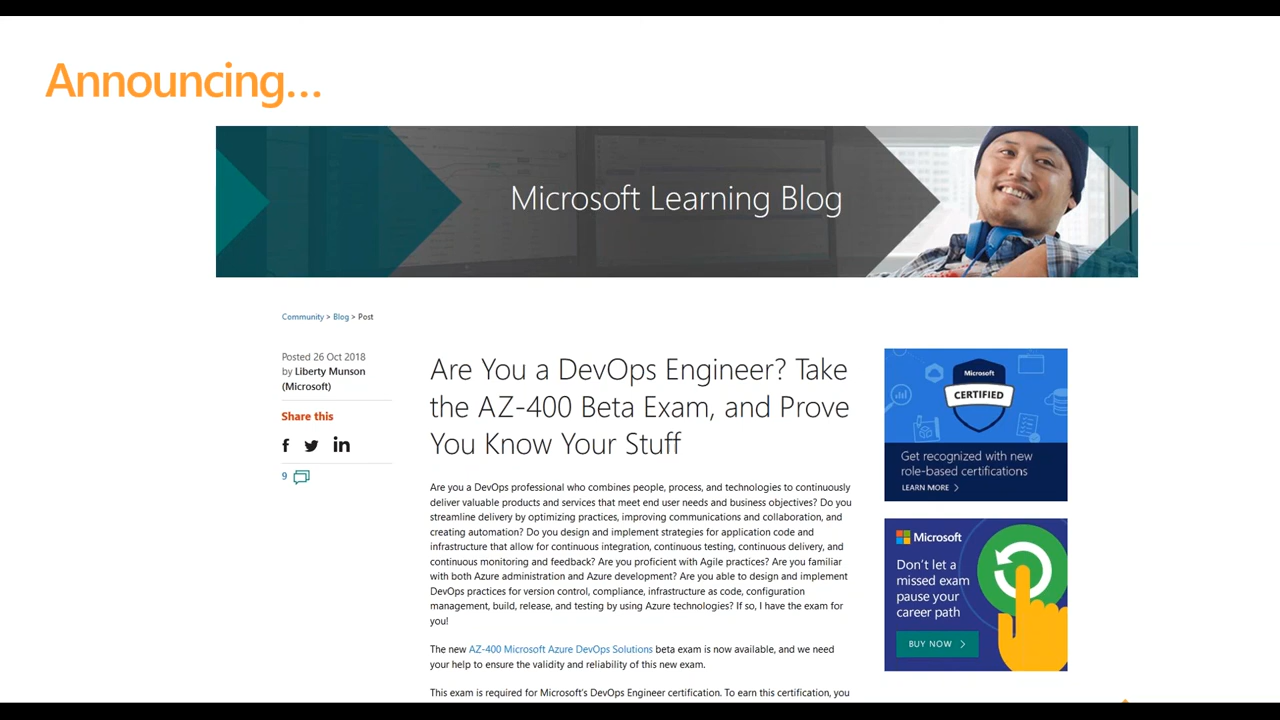 Announcing...
Microsoft Learning Blog
Community > Blog > Post
Posted 26 Oct 2018
by Liberty Munson
(Microsoft)
Share this
9
Are You a DevOps Engineer? Take
the AZ-400 Beta Exam, and Prove
You Know Your Stuff
Are you a DevOps professional who combines people, process, and technologies to continuously
deliver valuable products and services that meet end user needs and business objectives? Do you
streamline delivery by optimizing practices, improving communications and collaboration, and
creating automation? Do you design and implement strategies for application code and
infrastructure that allow for continuous integration, continuous testing, continuous delivery, and
continuous monitoring and feedback? Are you proficient with Agile practices? Are you familiar
with both Azure administration and Azure development? Are you able to design and implement
DevOps practices for version control, compliance, infrastructure as code, configuration
management, build, release, and testing by using Azure technologies? If so, I have the exam for
you!
The new AZ-400 Microsoft Azure DevOps Solutions beta exam is now available, and we need
your help to ensure the validity and reliability of this new exam.
This exam is required for Microsoft's DevOps Engineer certification. To earn this certification, you
Microsoft
CERTIFIED
Get recognized with new
role-based certifications
LEARN MORE >
Microsoft
Don't let a
missed exam
pause your
career path
BUY NOW >